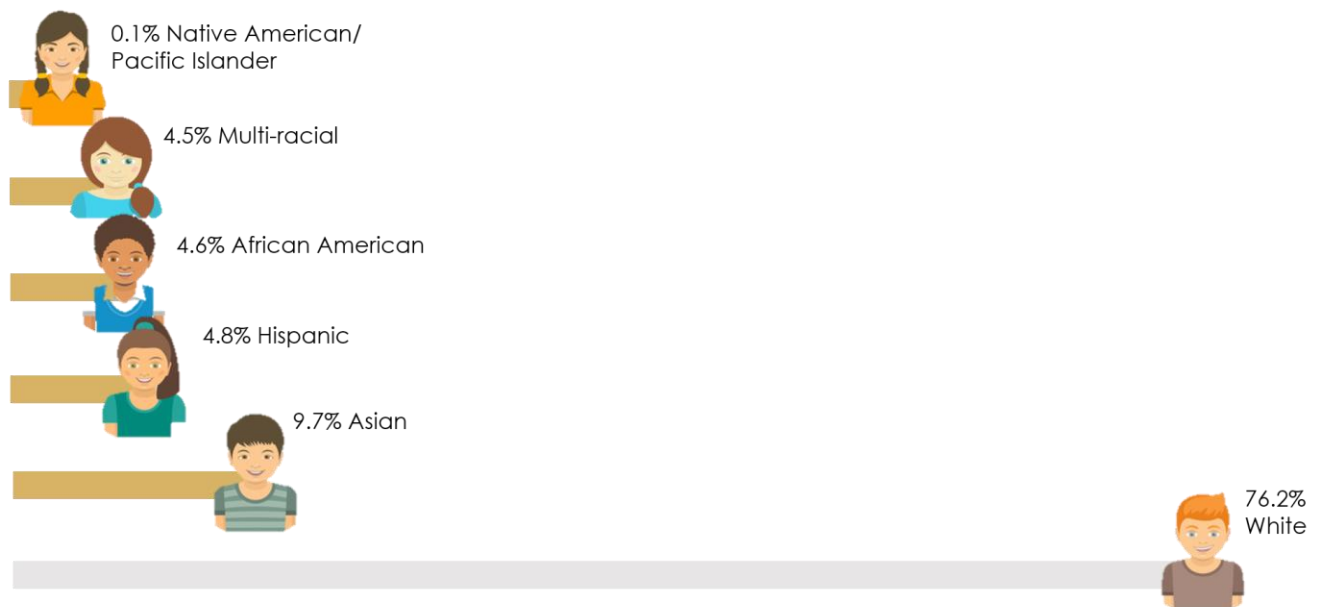 0.1% Native American/
Pacific Islander
4.5% Multi-racial
4.6% African American
4.8% Hispanic
9.7% Asian
76.2%
White